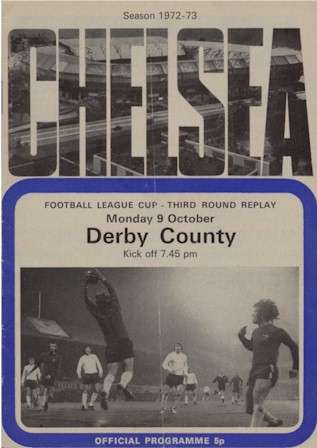 Season 1972-73
CHELSEA
FOOTBALL LEAGUE CUP - THIRD ROUND REPLAY
Monday 9 October
Derby County
Kick off 7.45 pm
OFFICIAL PROGRAMME 5p